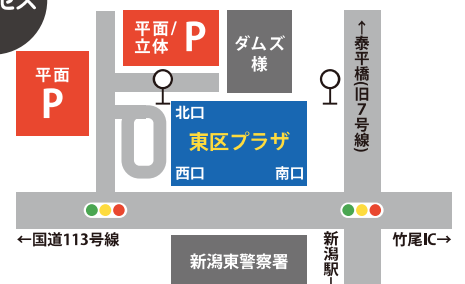 セス
平面
P
平面/
立体 P
ダムズ
様
↑泰平橋(旧7号線)
北口
東区プラザ
西口
南口
←国道113号線
新潟東警察署
新潟駅↓
竹尾IC→